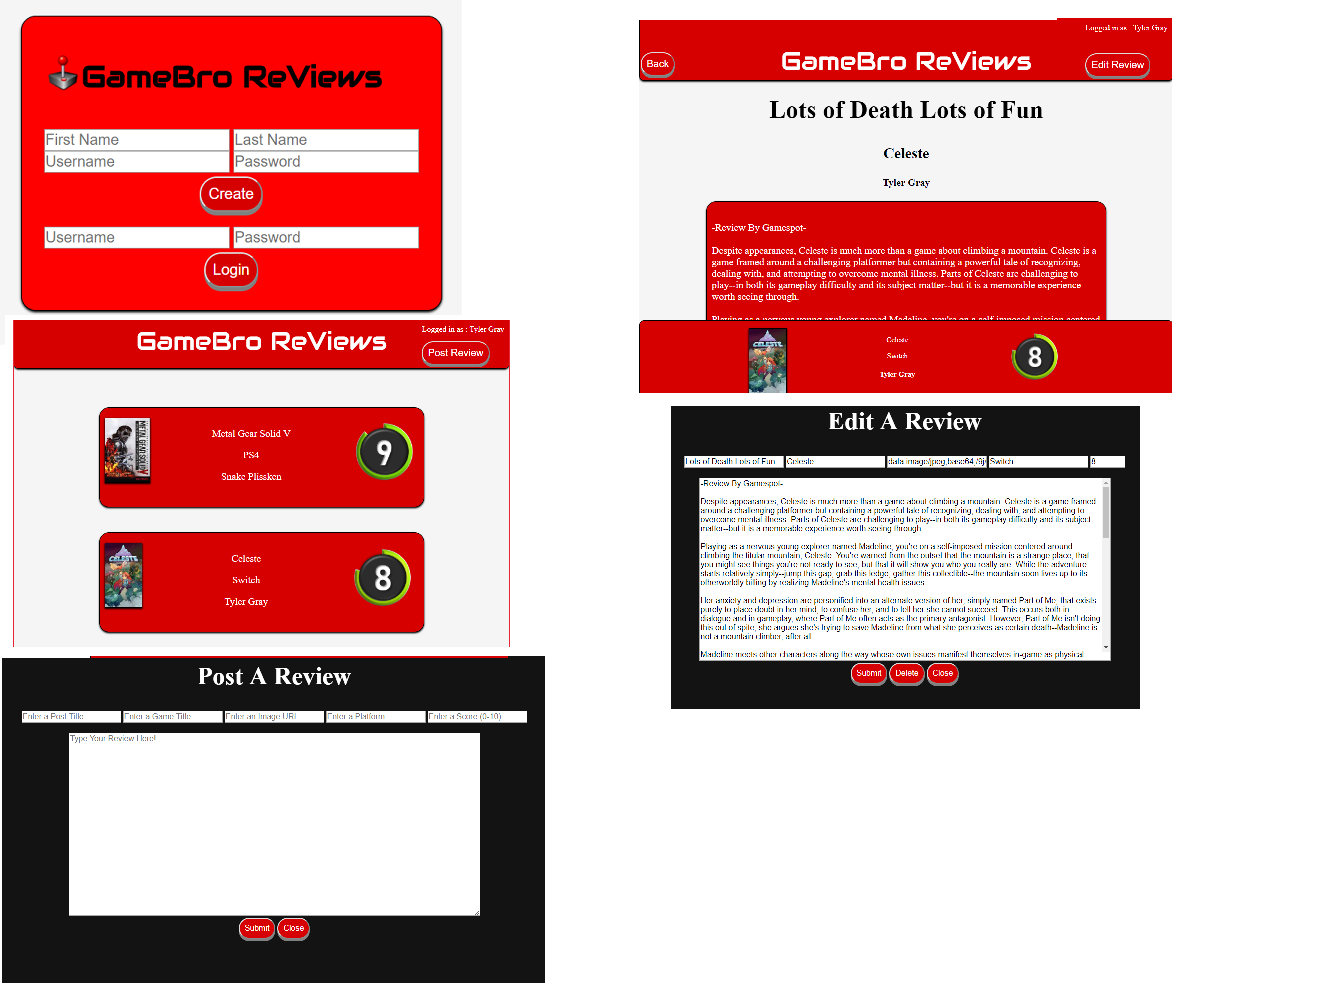 GameBro ReViews
First Name Last Name
Username Password
Create
Username Password
Login
Logged in as : Tyler Gray
GameBro ReViews
Post Review
Metal Gear Solid V
PS4
Snake Plissken
9
Celeste
Switch
Tyler Gray
8
Post A Review
Enter a Post Title Enter a Game Title Enter an Image URL Enter a Platform Enter a Score (0-10)
Type Your Review Here!
Submit Close
Logged in as : Tyler Gray
Back
GameBro ReViews
Edit Review
Lots of Death Lots of Fun
Celeste
Tyler Gray
-Review By Gamespot-
Despite appearances, Celeste is much more than a game about climbing a mountain. Celeste is a
game framed around a challenging platformer but containing a powerful tale of recognizing,
dealing with, and attempting to overcome mental illness. Parts of Celeste are challenging to
play--in both its gameplay difficulty and its subject matter--but it is a memorable experience
worth seeing through.
Playing as a nervous young explorer named Madeline, you're on a self-imposed mission centered
CELESTE
Celeste
Switch
Tyler Gray
8
Edit A Review
Lots of Death Lots of Fun Celeste data:image/jpeg;base64,/9j Switch 8
-Review By Gamespot-
Despite appearances, Celeste is much more than a game about climbing a mountain. Celeste is a game framed
around a challenging platformer but containing a powerful tale of recognizing, dealing with, and attempting to
overcome mental illness. Parts of Celeste are challenging to play--in both its gameplay difficulty and its subject
matter--but it is a memorable experience worth seeing through.
Playing as a nervous young explorer named Madeline, you're on a self-imposed mission centered around
climbing the titular mountain, Celeste. You're warned from the outset that the mountain is a strange place, that
you might see things you're not ready to see, but that it will show you who you really are. While the adventure
starts relatively simply--jump this gap, grab this ledge, gather this collectible--the mountain soon lives up to its
otherworldly billing by realizing Madeline's mental health issues.
Her anxiety and depression are personified into an alternate version of her, simply named Part of Me, that exists
purely to place doubt in her mind, to confuse her, and to tell her she cannot succeed. This occurs both in
dialogue and in gameplay, where Part of Me often acts as the primary antagonist. However, Part of Me isn't doing
this out of spite, she argues she's trying to save Madeline from what she perceives as certain death--Madeline is
not a mountain climber, after all.
Madeline meets other characters along the way whose own issues manifest themselves in-game as physical
Submit Delete Close